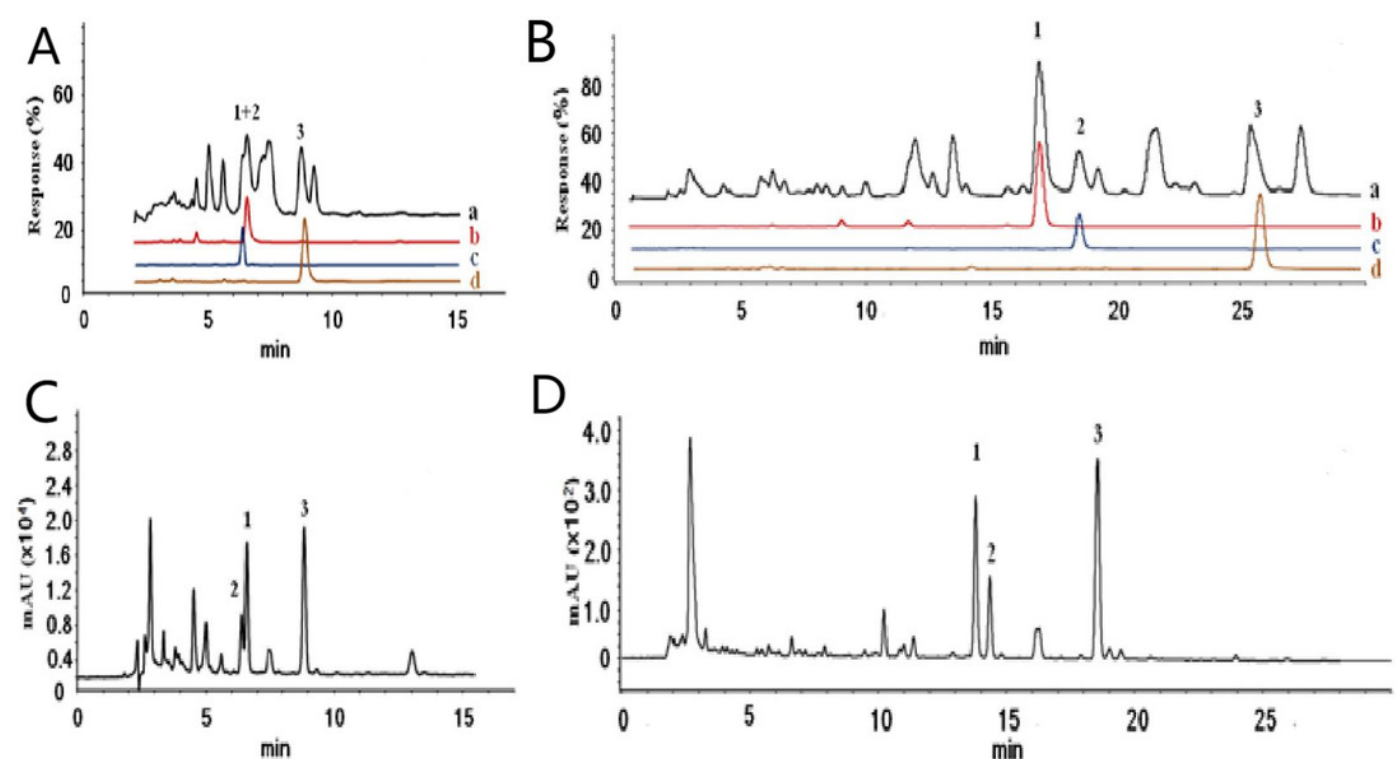 A
Response (%)
60
40
20
0
1+2
3
a
b
c
d
0 5 10 15
min
B
Response (%)
80
60
40
20
0
1
2
3
a
b
c
d
0 5 10 15 20 25
min
C
mAU (x10⁴)
2.8
2.4
2.0
1.6
1.2
0.8
0.4
0
2
1
3
0 5 10 15
min
D
mAU (x10²)
4.0
3.0
2.0
1.0
0
1
2
3
0 5 10 15 20 25
min